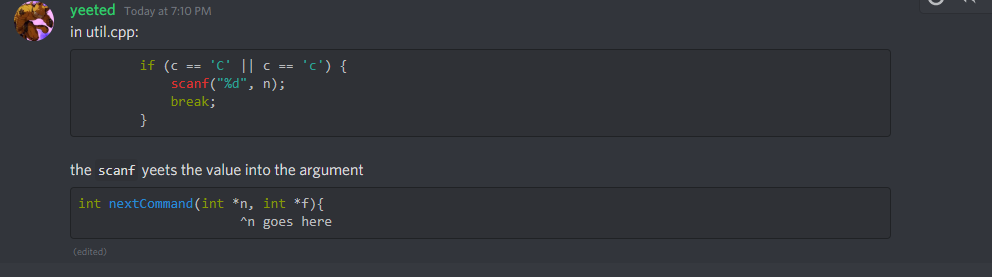 yeeted Today at 7:10 PM
in util.cpp:
if (c == 'C' || c == 'c') {
scanf("%d", n);
break;
}
the scanf yeets the value into the argument
int nextCommand(int *n, int *f){
^n goes here
(edited)